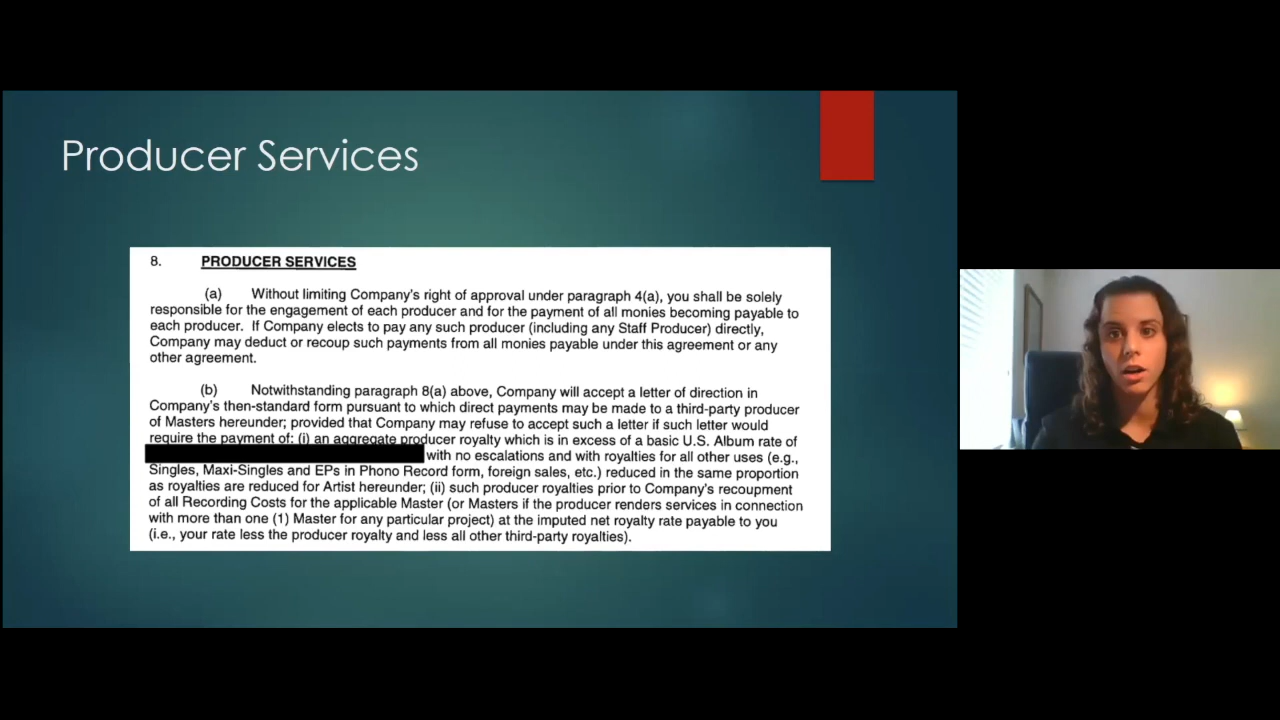 Producer Services
8. PRODUCER SERVICES
(a) Without limiting Company's right of approval under paragraph 4(a), you shall be solely
responsible for the engagement of each producer and for the payment of all monies becoming payable to
each producer. If Company elects to pay any such producer (including any Staff Producer) directly,
Company may deduct or recoup such payments from all monies payable under this agreement or any
other agreement.
(b) Notwithstanding paragraph 8(a) above, Company will accept a letter of direction in
Company's then-standard form pursuant to which direct payments may be made to a third-party producer
of Masters hereunder; provided that Company may refuse to accept such a letter if such letter would
require the payment of: (i) an aggregate producer royalty which is in excess of a basic U.S. Album rate of
with no escalations and with royalties for all other uses (e.g.,
Singles, Maxi-Singles and EPs in Phono Record form, foreign sales, etc.) reduced in the same proportion
as royalties are reduced for Artist hereunder; (ii) such producer royalties prior to Company's recoupment
of all Recording Costs for the applicable Master (or Masters if the producer renders services in connection
with more than one (1) Master for any particular project) at the imputed net royalty rate payable to you
(i.e., your rate less the producer royalty and less all other third-party royalties).